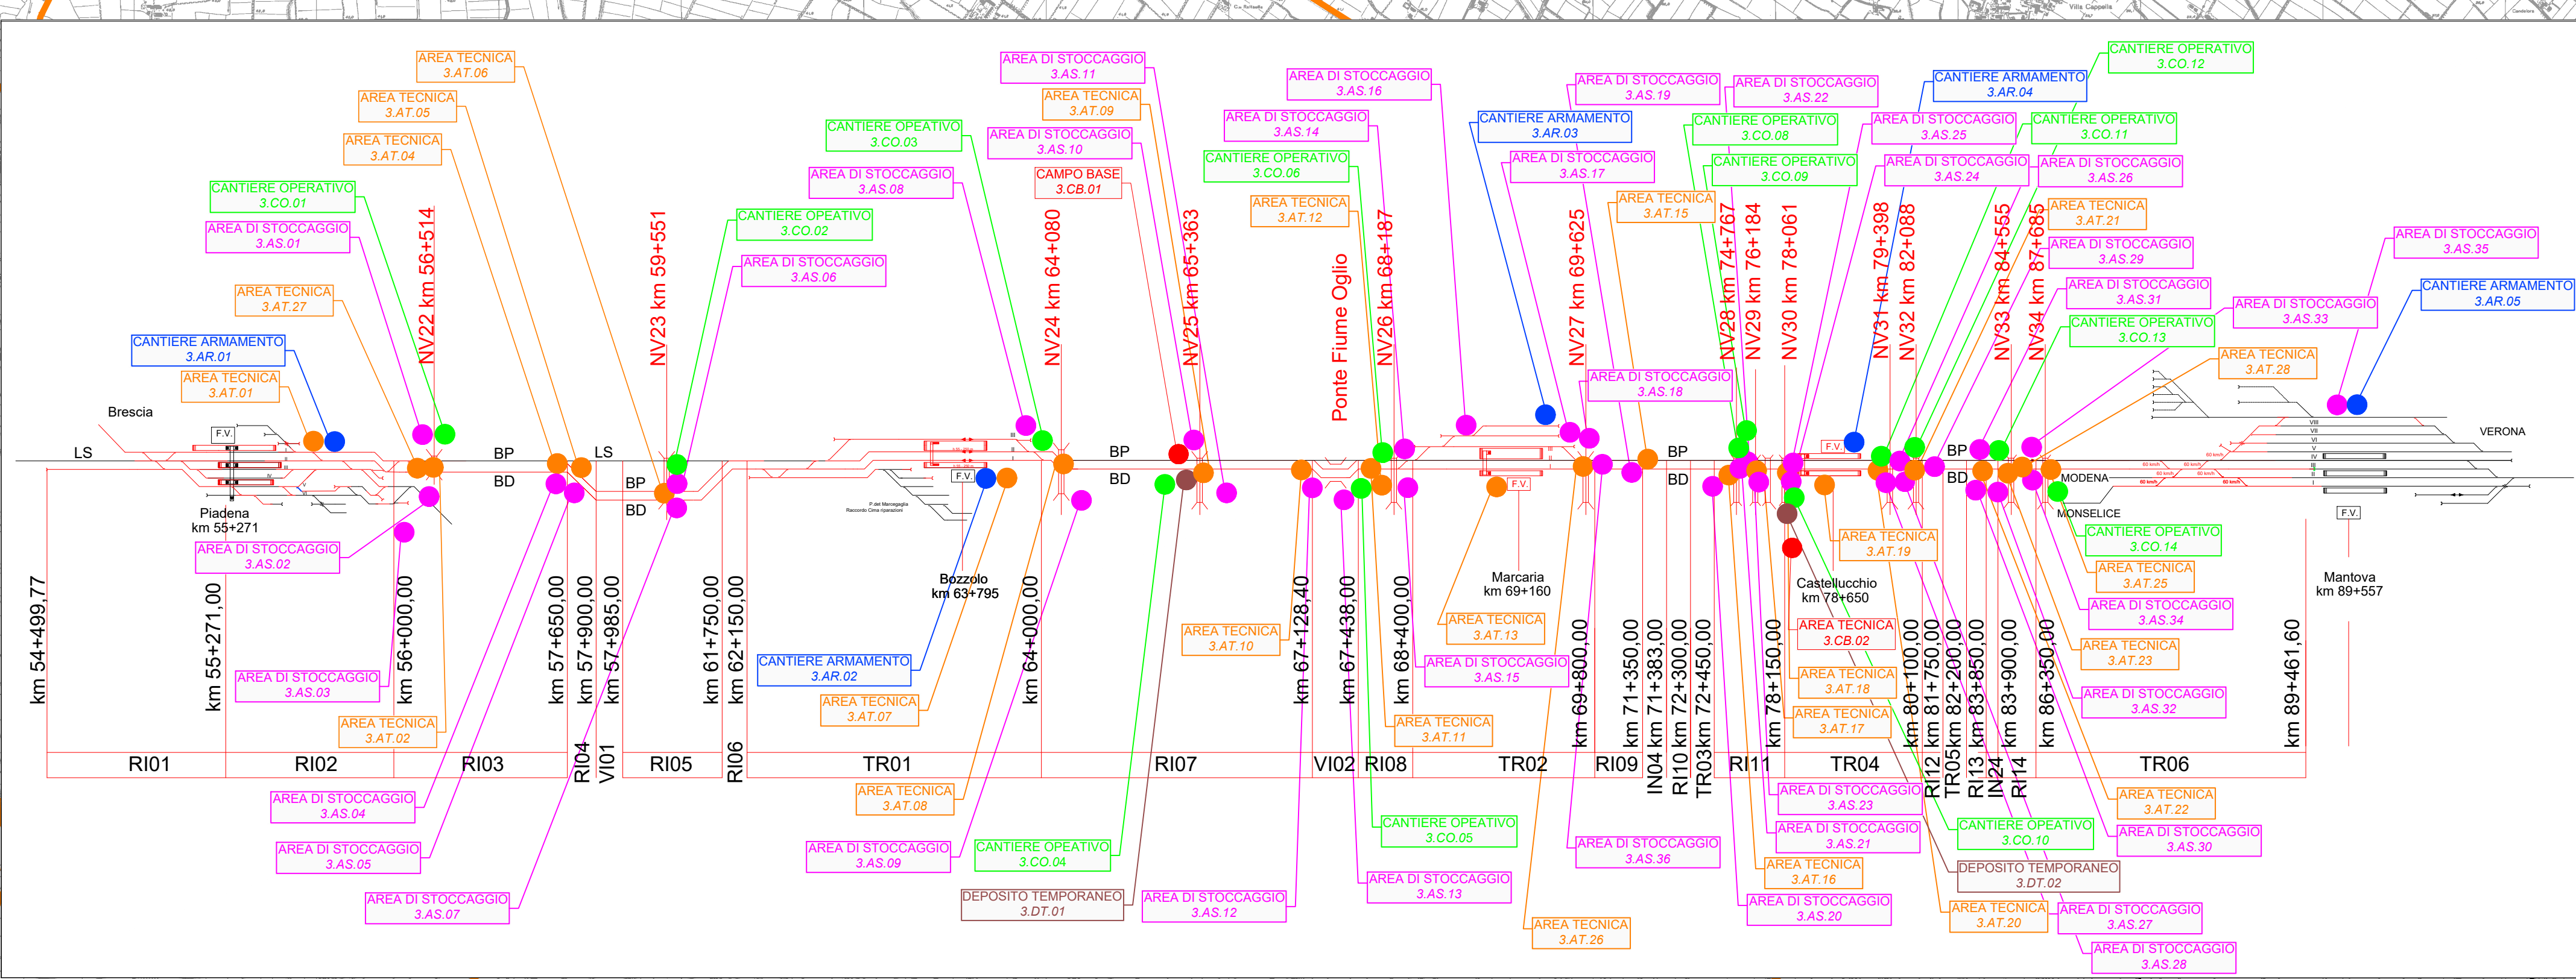 Villa Cappella
AREA TECNICA
3.AT.06
AREA TECNICA
3.AT.05
AREA TECNICA
3.AT.04
CANTIERE OPERATIVO
3.CO.01
AREA DI STOCCAGGIO
3.AS.01
AREA TECNICA
3.AT.27
CANTIERE ARMAMENTO
3.AR.01
AREA TECNICA
3.AT.01
NV22 km 56+514
NV23 km 59+551
CANTIERE OPEATIVO
3.CO.02
AREA DI STOCCAGGIO
3.AS.06
CANTIERE OPEATIVO
3.CO.03
AREA DI STOCCAGGIO
3.AS.08
AREA DI STOCCAGGIO
3.AS.11
AREA TECNICA
3.AT.09
AREA DI STOCCAGGIO
3.AS.10
CAMPO BASE
3.CB.01
NV24 km 64+080
NV25 km 65+363
AREA DI STOCCAGGIO
3.AS.16
AREA DI STOCCAGGIO
3.AS.14
CANTIERE OPERATIVO
3.CO.06
AREA TECNICA
3.AT.12
Ponte Fiume Oglio
NV26 km 68+187
CANTIERE ARMAMENTO
3.AR.03
AREA DI STOCCAGGIO
3.AS.19
AREA DI STOCCAGGIO
3.AS.17
AREA TECNICA
3.AT.15
NV27 km 69+625
AREA DI STOCCAGGIO
3.AS.18
AREA DI STOCCAGGIO
3.AS.22
CANTIERE OPERATIVO
3.CO.08
CANTIERE OPERATIVO
3.CO.09
NV28 km 74+767
NV29 km 76+184
NV30 km 78+061
CANTIERE ARMAMENTO
3.AR.04
AREA DI STOCCAGGIO
3.AS.25
AREA DI STOCCAGGIO
3.AS.24
NV31 km 79+398
NV32 km 82+088
CANTIERE OPERATIVO
3.CO.12
CANTIERE OPERATIVO
3.CO.11
AREA DI STOCCAGGIO
3.AS.26
AREA TECNICA
3.AT.21
NV33 km 84+555
NV34 km 87+685
AREA DI STOCCAGGIO
3.AS.29
AREA DI STOCCAGGIO
3.AS.31
CANTIERE OPERATIVO
3.CO.13
AREA DI STOCCAGGIO
3.AS.33
AREA TECNICA
3.AT.28
AREA DI STOCCAGGIO
3.AS.35
CANTIERE ARMAMENTO
3.AR.05
Brescia
LS
F.V.
BP
BD
LS
BP
BD
F.V.
BP
BD
F.V.
BP
BD
F.V.
BD
MODENA
MONSELICE
VERONA
VIII
VII
VI
V
IV
III
II
I
60 km/h
60 km/h
60 km/h
60 km/h
60 km/h
60 km/h
60 km/h
F.V.
Piadena
km 55+271
P. del Mercegaglia
Raccordo Cima riparazioni
Bozzolo
km 63+795
Marcaria
km 69+160
Castellucchio
km 78+650
Mantova
km 89+557
AREA DI STOCCAGGIO
3.AS.02
AREA DI STOCCAGGIO
3.AS.03
AREA TECNICA
3.AT.02
CANTIERE ARMAMENTO
3.AR.02
AREA TECNICA
3.AT.07
AREA TECNICA
3.AT.10
AREA TECNICA
3.AT.13
AREA DI STOCCAGGIO
3.AS.15
AREA TECNICA
3.AT.11
AREA TECNICA
3.AT.19
AREA TECNICA
3.CB.02
AREA TECNICA
3.AT.18
AREA TECNICA
3.AT.17
CANTIERE OPEATIVO
3.CO.14
AREA TECNICA
3.AT.25
AREA DI STOCCAGGIO
3.AS.34
AREA TECNICA
3.AT.23
AREA DI STOCCAGGIO
3.AS.32
km 54+499,77
km 55+271,00
km 56+000,00
km 57+650,00
km 57+900,00
km 57+985,00
km 61+750,00
km 62+150,00
km 64+000,00
km 67+128,40
km 67+438,00
km 68+400,00
km 69+800,00
km 71+350,00
km 71+383,00
km 72+300,00
km 72+450,00
km 78+150,00
km 80+100,00
km 81+750,00
km 82+200,00
km 83+850,00
km 83+900,00
km 86+350,00
km 89+461,60
RI01
RI02
RI03
RI04
VI01
RI05
RI06
TR01
RI07
VI02
RI08
TR02
RI09
IN04
RI10
TR03
RI11
TR04
RI12
TR05
RI13
IN24
RI14
TR06
AREA DI STOCCAGGIO
3.AS.04
AREA DI STOCCAGGIO
3.AS.05
AREA DI STOCCAGGIO
3.AS.07
AREA TECNICA
3.AT.08
AREA DI STOCCAGGIO
3.AS.09
CANTIERE OPEATIVO
3.CO.04
DEPOSITO TEMPORANEO
3.DT.01
AREA DI STOCCAGGIO
3.AS.12
CANTIERE OPEATIVO
3.CO.05
AREA DI STOCCAGGIO
3.AS.13
AREA DI STOCCAGGIO
3.AS.36
AREA TECNICA
3.AT.26
AREA DI STOCCAGGIO
3.AS.23
AREA DI STOCCAGGIO
3.AS.21
AREA TECNICA
3.AT.16
AREA DI STOCCAGGIO
3.AS.20
CANTIERE OPEATIVO
3.CO.10
DEPOSITO TEMPORANEO
3.DT.02
AREA TECNICA
3.AT.20
AREA TECNICA
3.AT.22
AREA DI STOCCAGGIO
3.AS.30
AREA DI STOCCAGGIO
3.AS.27
AREA DI STOCCAGGIO
3.AS.28